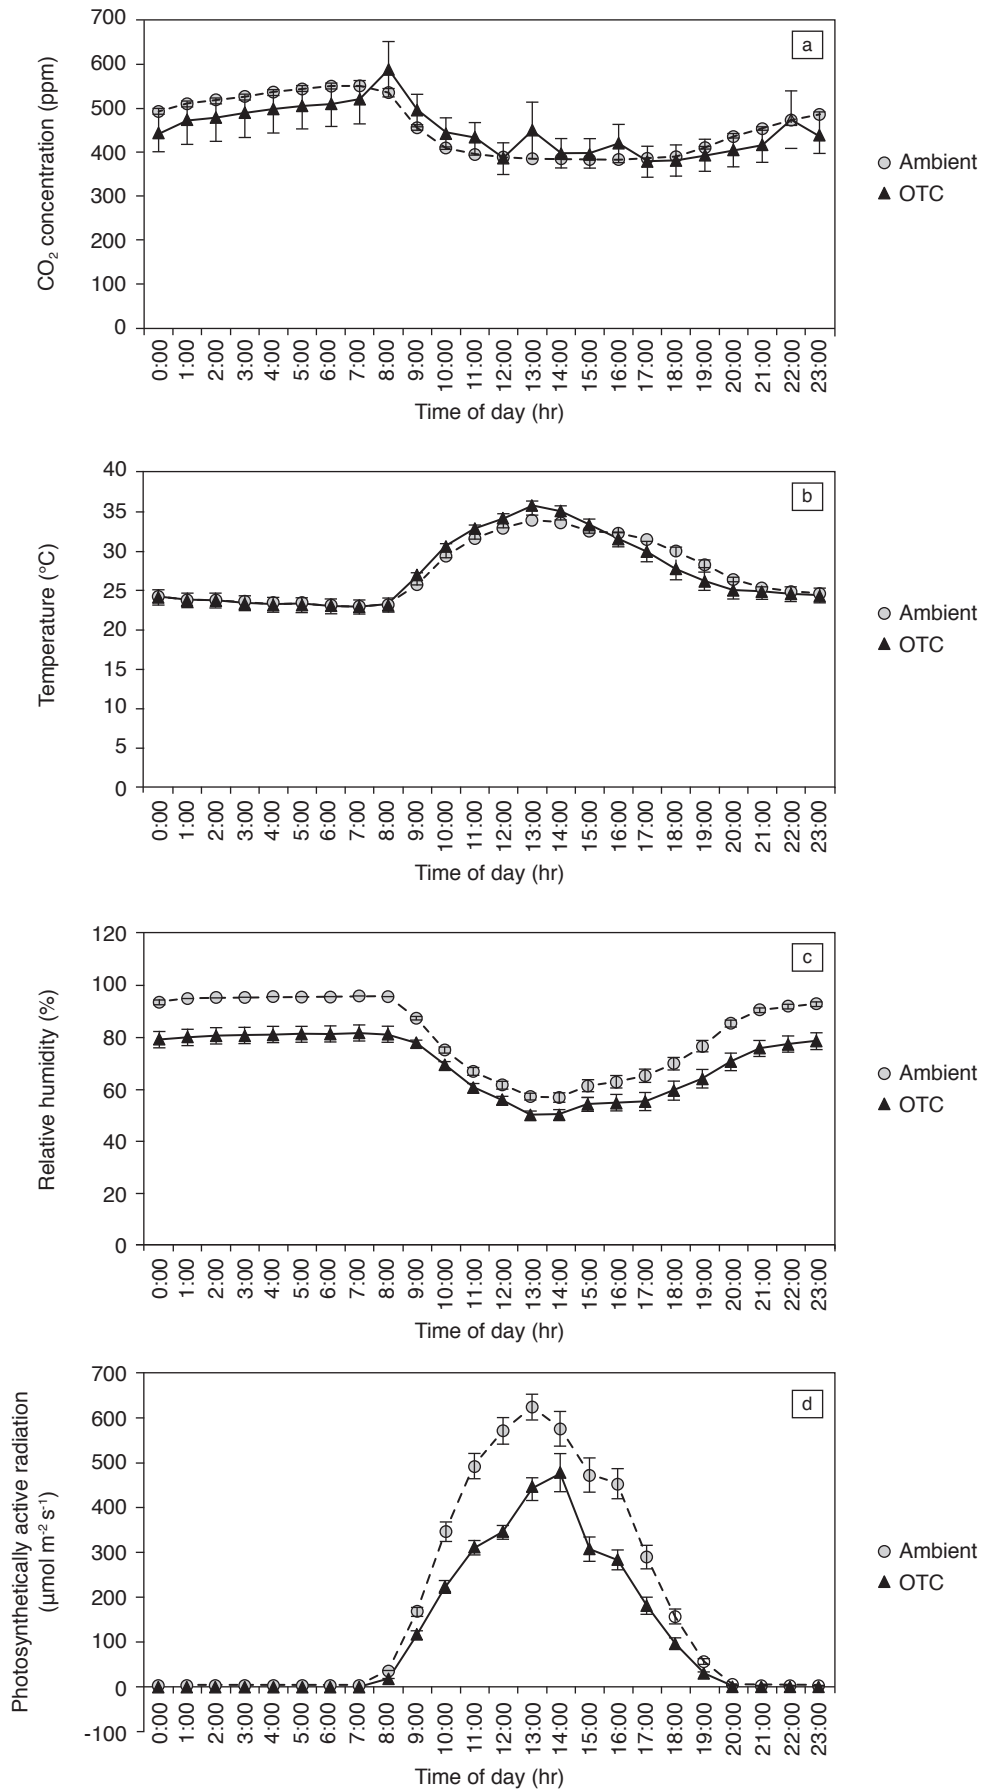 700
600
500
400
300
200
100
0
CO₂ concentration (ppm)
a
Ambient
OTC
0:00 1:00 2:00 3:00 4:00 5:00 6:00 7:00 8:00 9:00 10:00 11:00 12:00 13:00 14:00 15:00 16:00 17:00 18:00 19:00 20:00 21:00 22:00 23:00
Time of day (hr)
40
35
30
25
20
15
10
5
0
Temperature (°C)
b
Ambient
OTC
0:00 1:00 2:00 3:00 4:00 5:00 6:00 7:00 8:00 9:00 10:00 11:00 12:00 13:00 14:00 15:00 16:00 17:00 18:00 19:00 20:00 21:00 22:00 23:00
Time of day (hr)
120
100
80
60
40
20
0
Relative humidity (%)
c
Ambient
OTC
0:00 1:00 2:00 3:00 4:00 5:00 6:00 7:00 8:00 9:00 10:00 11:00 12:00 13:00 14:00 15:00 16:00 17:00 18:00 19:00 20:00 21:00 22:00 23:00
Time of day (hr)
700
600
500
400
300
200
100
0
-100
Photosynthetically active radiation
(µmol m⁻² s⁻¹)
d
Ambient
OTC
0:00 1:00 2:00 3:00 4:00 5:00 6:00 7:00 8:00 9:00 10:00 11:00 12:00 13:00 14:00 15:00 16:00 17:00 18:00 19:00 20:00 21:00 22:00 23:00
Time of day (hr)